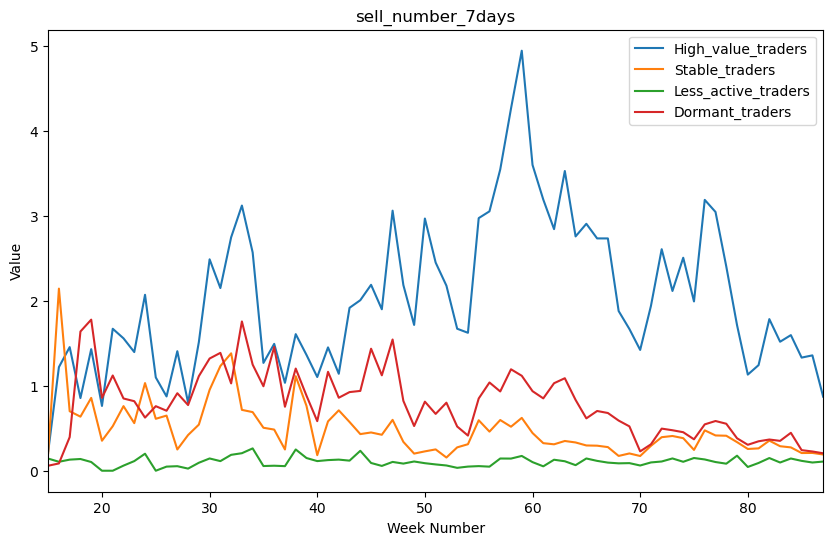 sell_number_7days
High_value_traders
Stable_traders
Less_active_traders
Dormant_traders
Value
5
4
3
2
1
0
20 30 40 50 60 70 80
Week Number